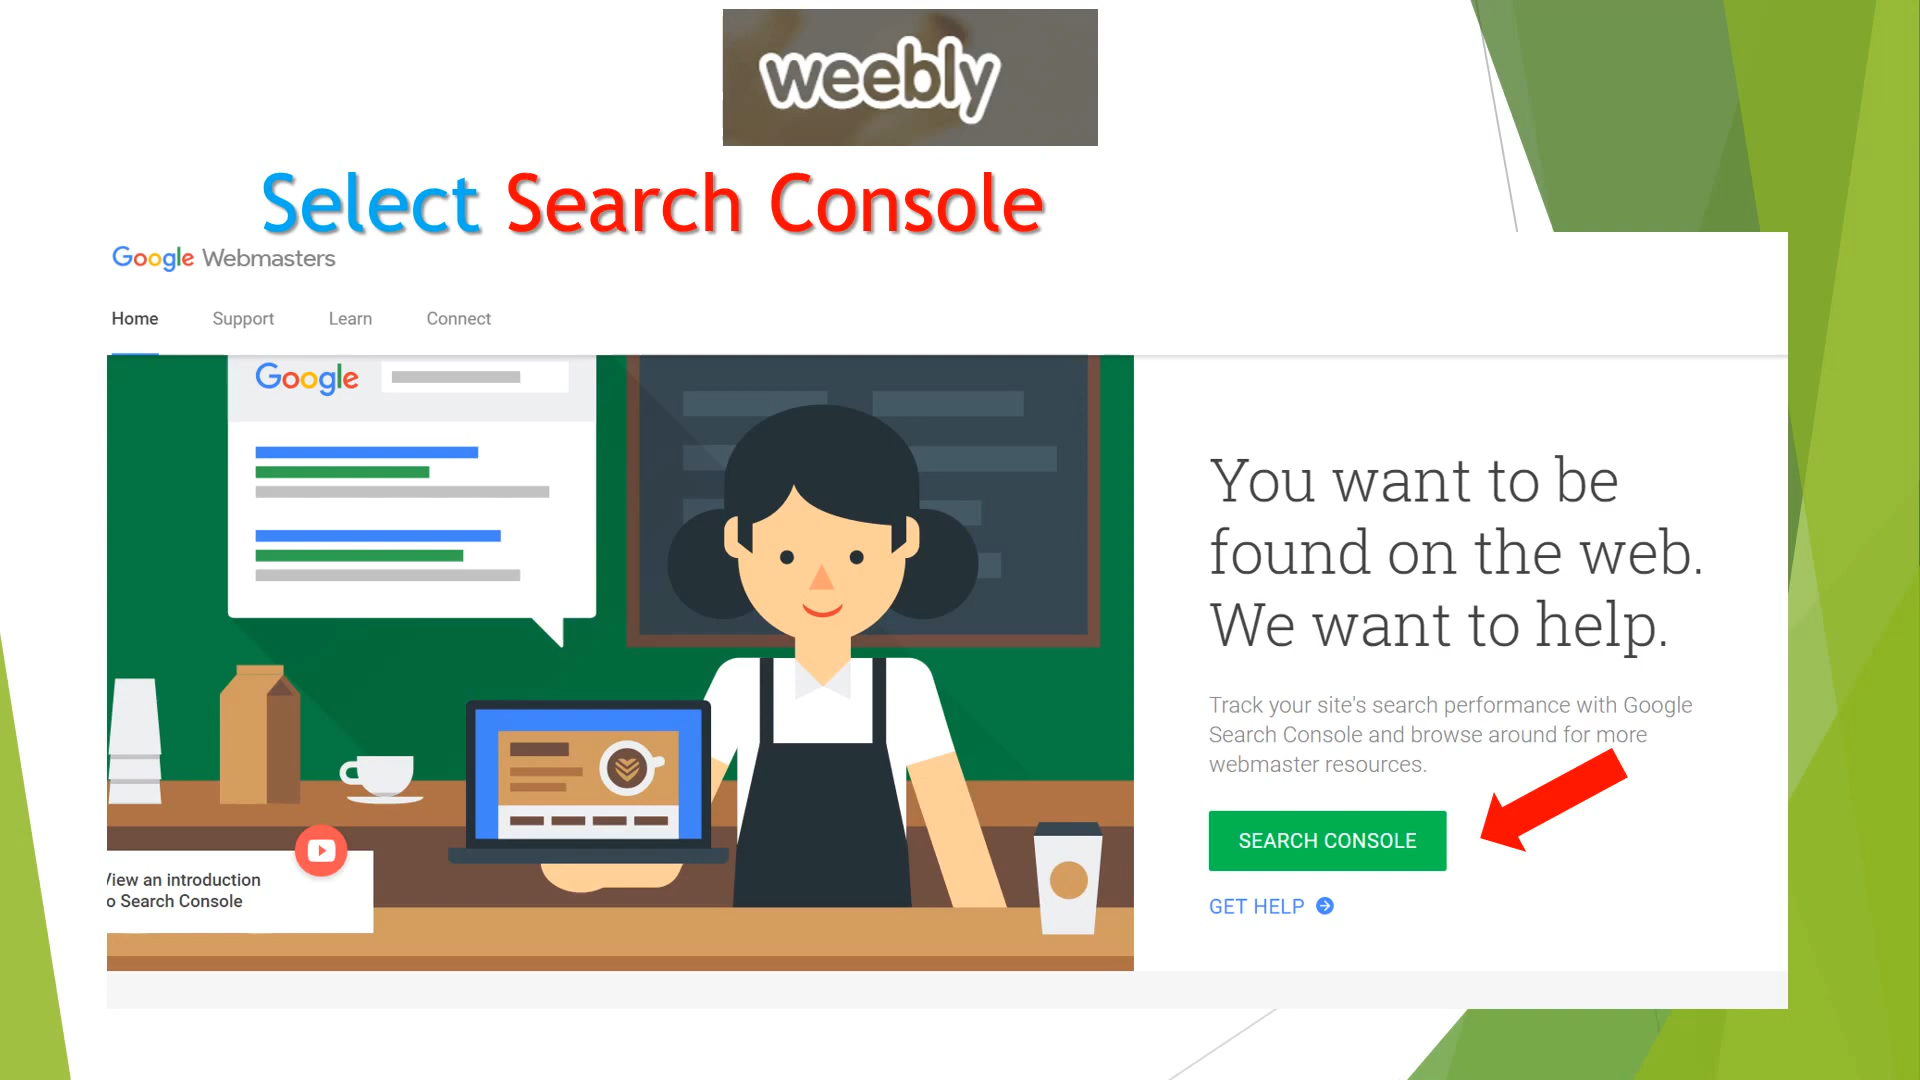 weebly
Select Search Console
Google Webmasters
Home Support Learn Connect
Google
You want to be
found on the web.
We want to help.
Track your site's search performance with Google
Search Console and browse around for more
webmaster resources.
SEARCH CONSOLE
GET HELP
View an introduction
o Search Console